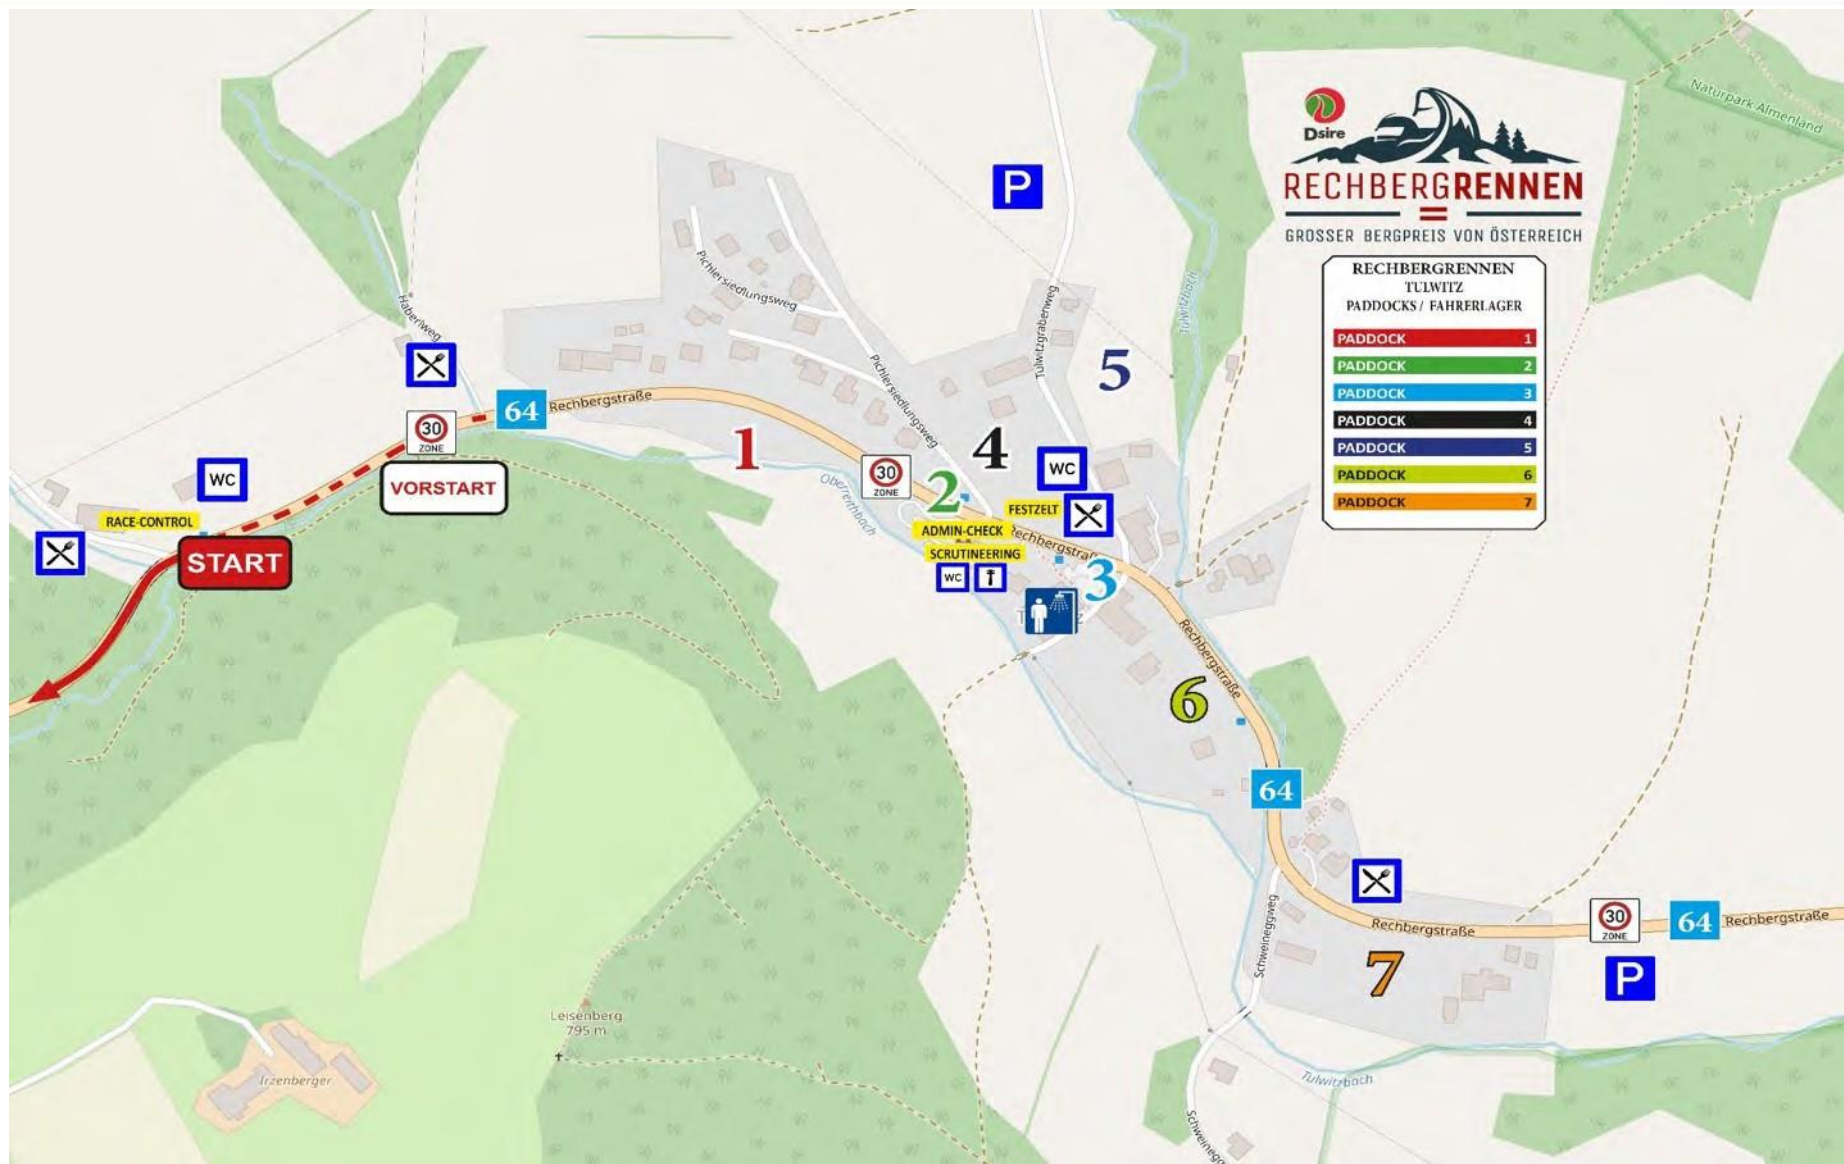 Naturpark Almenland
Dsire
RECHBERGRENNEN
GROSSER BERGPREIS VON ÖSTERREICH
RECHBERGRENNEN
TULWITZ
PADDOCKS / FAHRERLAGER
PADDOCK 1
PADDOCK 2
PADDOCK 3
PADDOCK 4
PADDOCK 5
PADDOCK 6
PADDOCK 7
P
Pichlersiedlungsweg
Tulwitzbach
Tulwitzgrabenweg
Haberlweg
Pichlersiedlungsweg
5
64
Rechbergstraße
30
ZONE
1
4
WC
WC
VORSTART
30
ZONE
2
Oberreithbach
FESTZELT
RACE-CONTROL
ADMIN-CHECK
Rechbergstraße
START
SCRUTINEERING
WC
3
Rechbergstraße
6
64
Rechbergstraße
30
ZONE
64
Rechbergstraße
Schweineggweg
7
P
Leisenberg
795 m
Irzenberger
Tulwitzbach